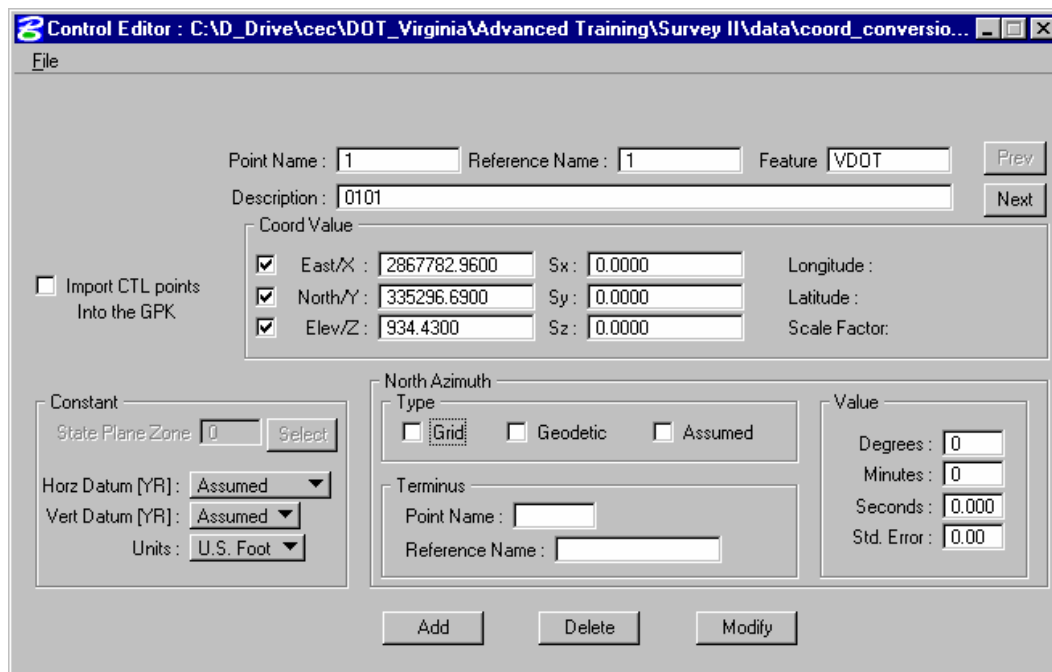 Control Editor : C:\D_Drive\cec\DOT_Virginia\Advanced Training\Survey II\data\coord_conversio...
File
Point Name : 1 Reference Name : 1 Feature VDOT Prev
Description : 0101 Next
Coord Value
East/X : 2867782.9600 Sx : 0.0000 Longitude :
Import CTL points
Into the GPK
North/Y : 335296.6900 Sy : 0.0000 Latitude :
Elev/Z : 934.4300 Sz : 0.0000 Scale Factor:
Constant
State Plane Zone 0 Select
Horz Datum [YR] : Assumed
Vert Datum [YR] : Assumed
Units : U.S. Foot
North Azimuth
Type
Grid Geodetic Assumed
Terminus
Point Name :
Reference Name :
Value
Degrees : 0
Minutes : 0
Seconds : 0.000
Std. Error : 0.00
Add Delete Modify